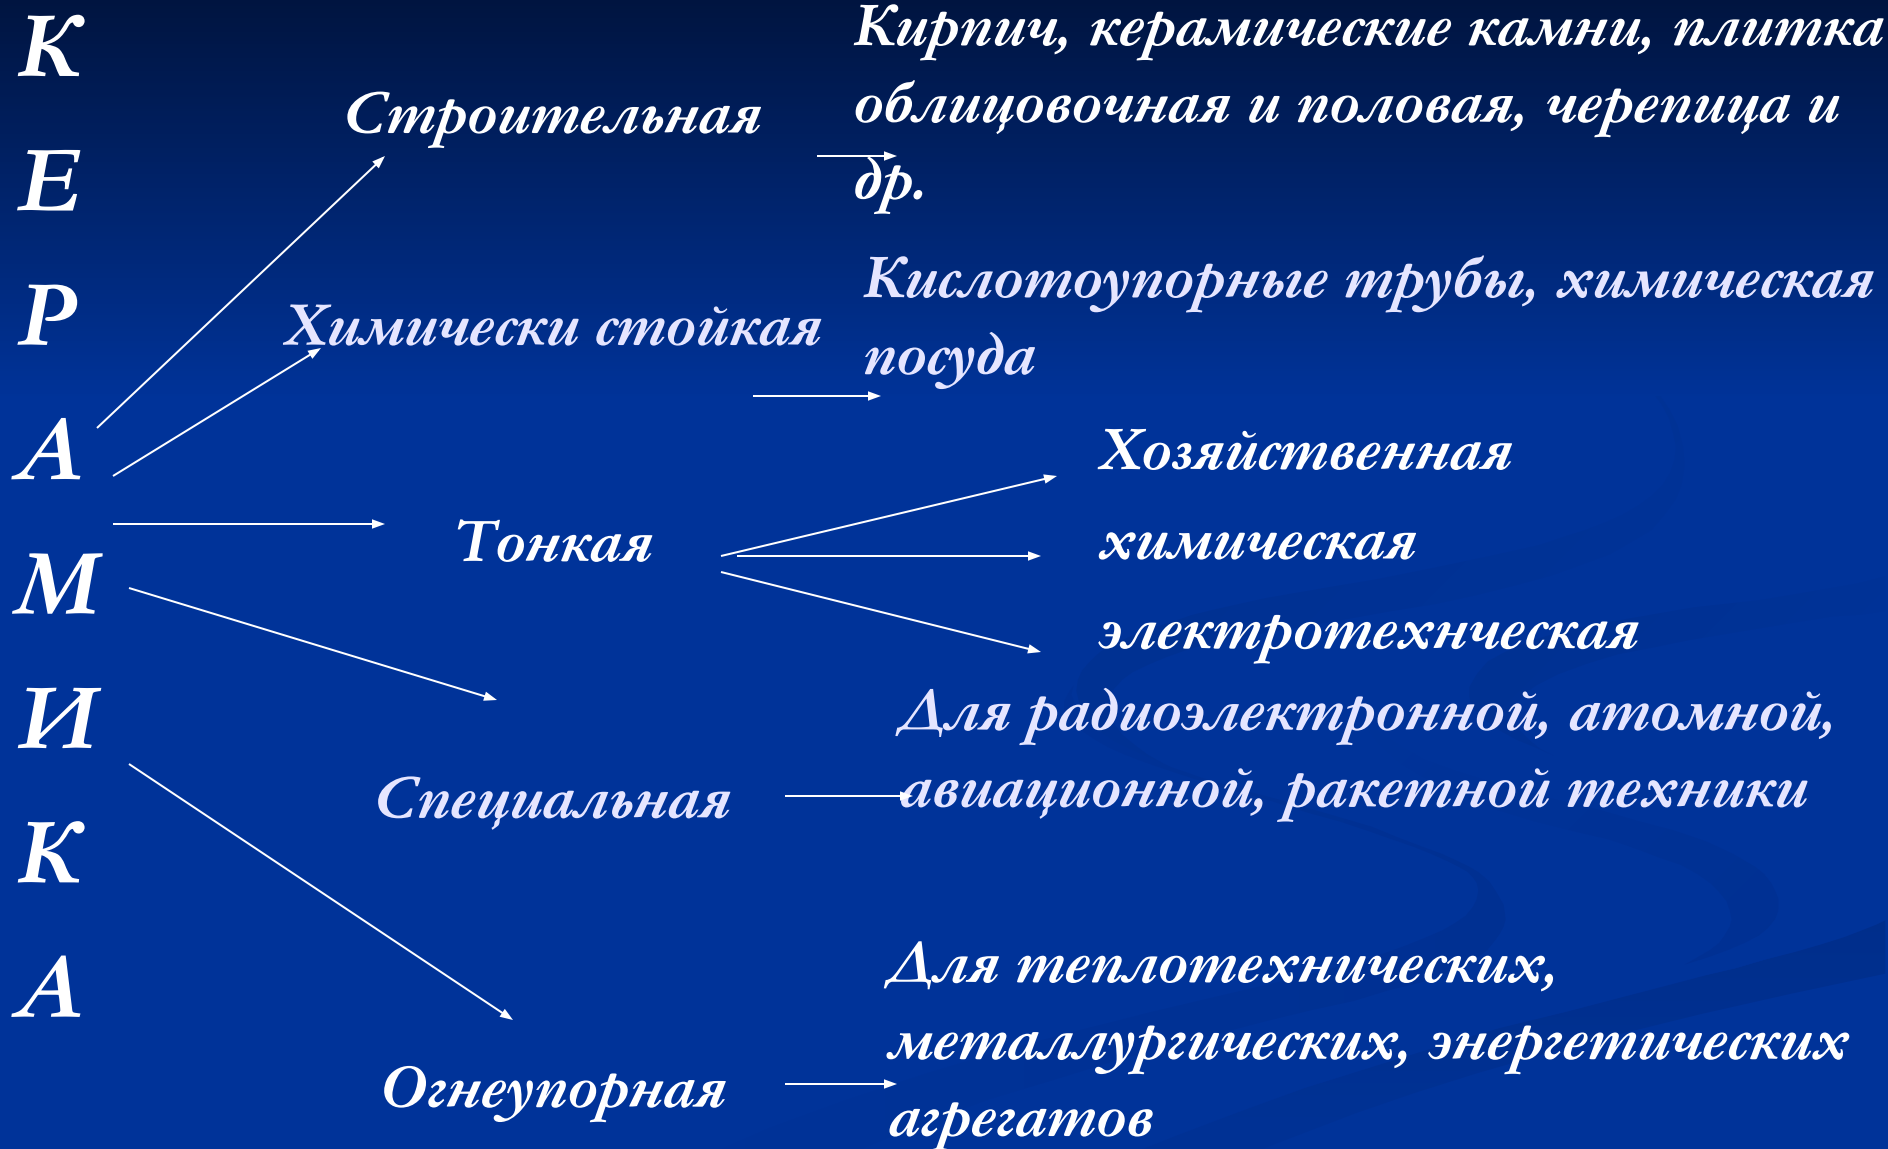 К
Е
Р
А
М
И
К
А
Строительная
Кирпич, керамические камни, плитка
облицовочная и половая, черепица и
др.
Химически стойкая
Кислотоупорные трубы, химическая
посуда
Тонкая
Хозяйственная
химическая
электротехнческая
Специальная
Для радиоэлектронной, атомной,
авиационной, ракетной техники
Огнеупорная
Для теплотехнических,
металлургических, энергетических
агрегатов